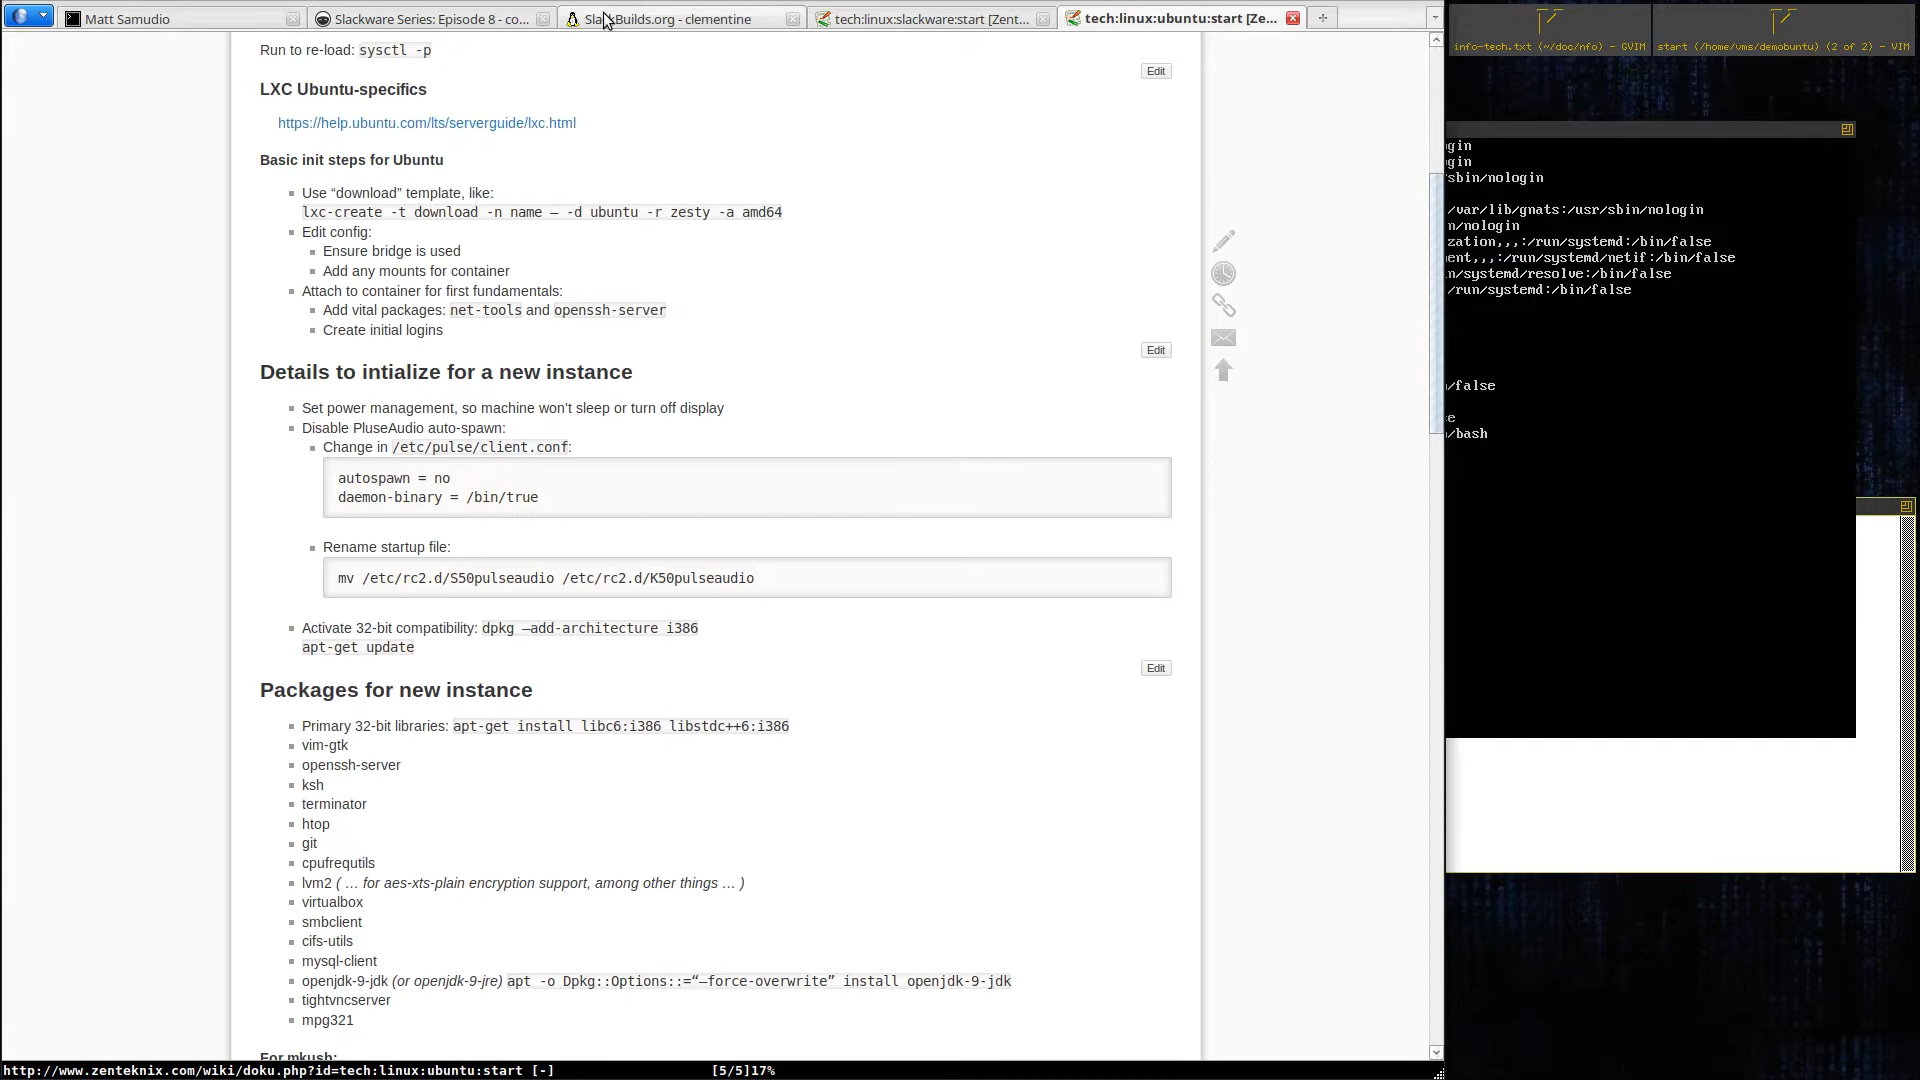 Matt Samudio
Slackware Series: Episode 8 - co...
SlackBuilds.org - clementine
tech:linux:slackware:start [Zent...
tech:linux:ubuntu:start [Ze...
info-tech.txt (~/doc/nfo) - GVIM
start (/home/vms/demobuntu) (2 of 2) - VIM
Run to re-load: sysctl -p
Edit
LXC Ubuntu-specifics
https://help.ubuntu.com/lts/serverguide/lxc.html
Basic init steps for Ubuntu
Use “download” template, like:
lxc-create -t download -n name — -d ubuntu -r zesty -a amd64
Edit config:
Ensure bridge is used
Add any mounts for container
Attach to container for first fundamentals:
Add vital packages: net-tools and openssh-server
Create initial logins
Edit
Details to intialize for a new instance
Set power management, so machine won’t sleep or turn off display
Disable PluseAudio auto-spawn:
Change in /etc/pulse/client.conf:
autospawn = no
daemon-binary = /bin/true
Rename startup file:
mv /etc/rc2.d/S50pulseaudio /etc/rc2.d/K50pulseaudio
Activate 32-bit compatibility: dpkg –add-architecture i386
apt-get update
Edit
Packages for new instance
Primary 32-bit libraries: apt-get install libc6:i386 libstdc++6:i386
vim-gtk
openssh-server
ksh
terminator
htop
git
cpufrequtils
lvm2 ( … for aes-xts-plain encryption support, among other things … )
virtualbox
smbclient
cifs-utils
mysql-client
openjdk-9-jdk (or openjdk-9-jre) apt -o Dpkg::Options::=“–force-overwrite” install openjdk-9-jdk
tightvncserver
mpg321
For mkush:
http://www.zenteknix.com/wiki/doku.php?id=tech:linux:ubuntu:start [-]
[5/5]17%
gin
gin
sbin/nologin
/var/lib/gnats:/usr/sbin/nologin
n/nologin
zation,,,:/run/systemd:/bin/false
ent,,,:/run/systemd/netif:/bin/false
n/systemd/resolve:/bin/false
/run/systemd:/bin/false
/false
e
/bash